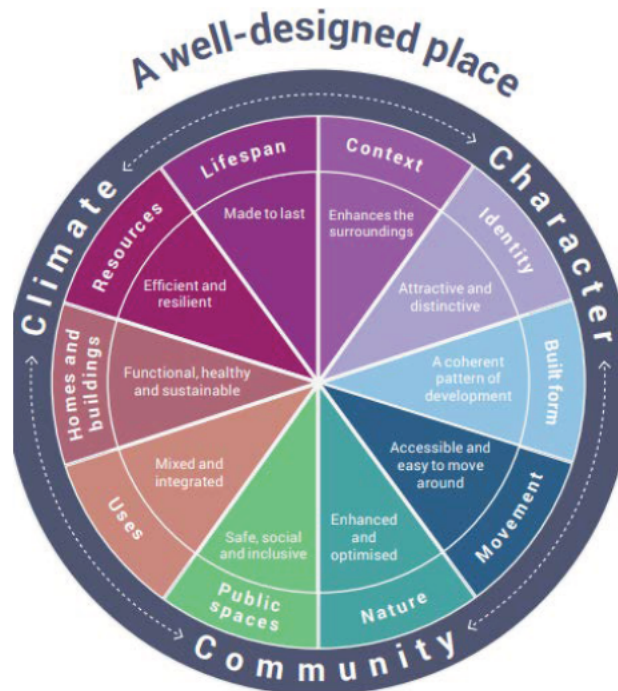 A well-designed place
Climate
Character
Community
Context
Enhances the
surroundings
Identity
Attractive and
distinctive
Built form
A coherent
pattern of
development
Movement
Accessible and
easy to move
around
Nature
Enhanced
and
optimised
Public
spaces
Safe, social
and inclusive
Uses
Mixed and
integrated
Homes and
buildings
Functional, healthy
and sustainable
Resources
Efficient and
resilient
Lifespan
Made to last